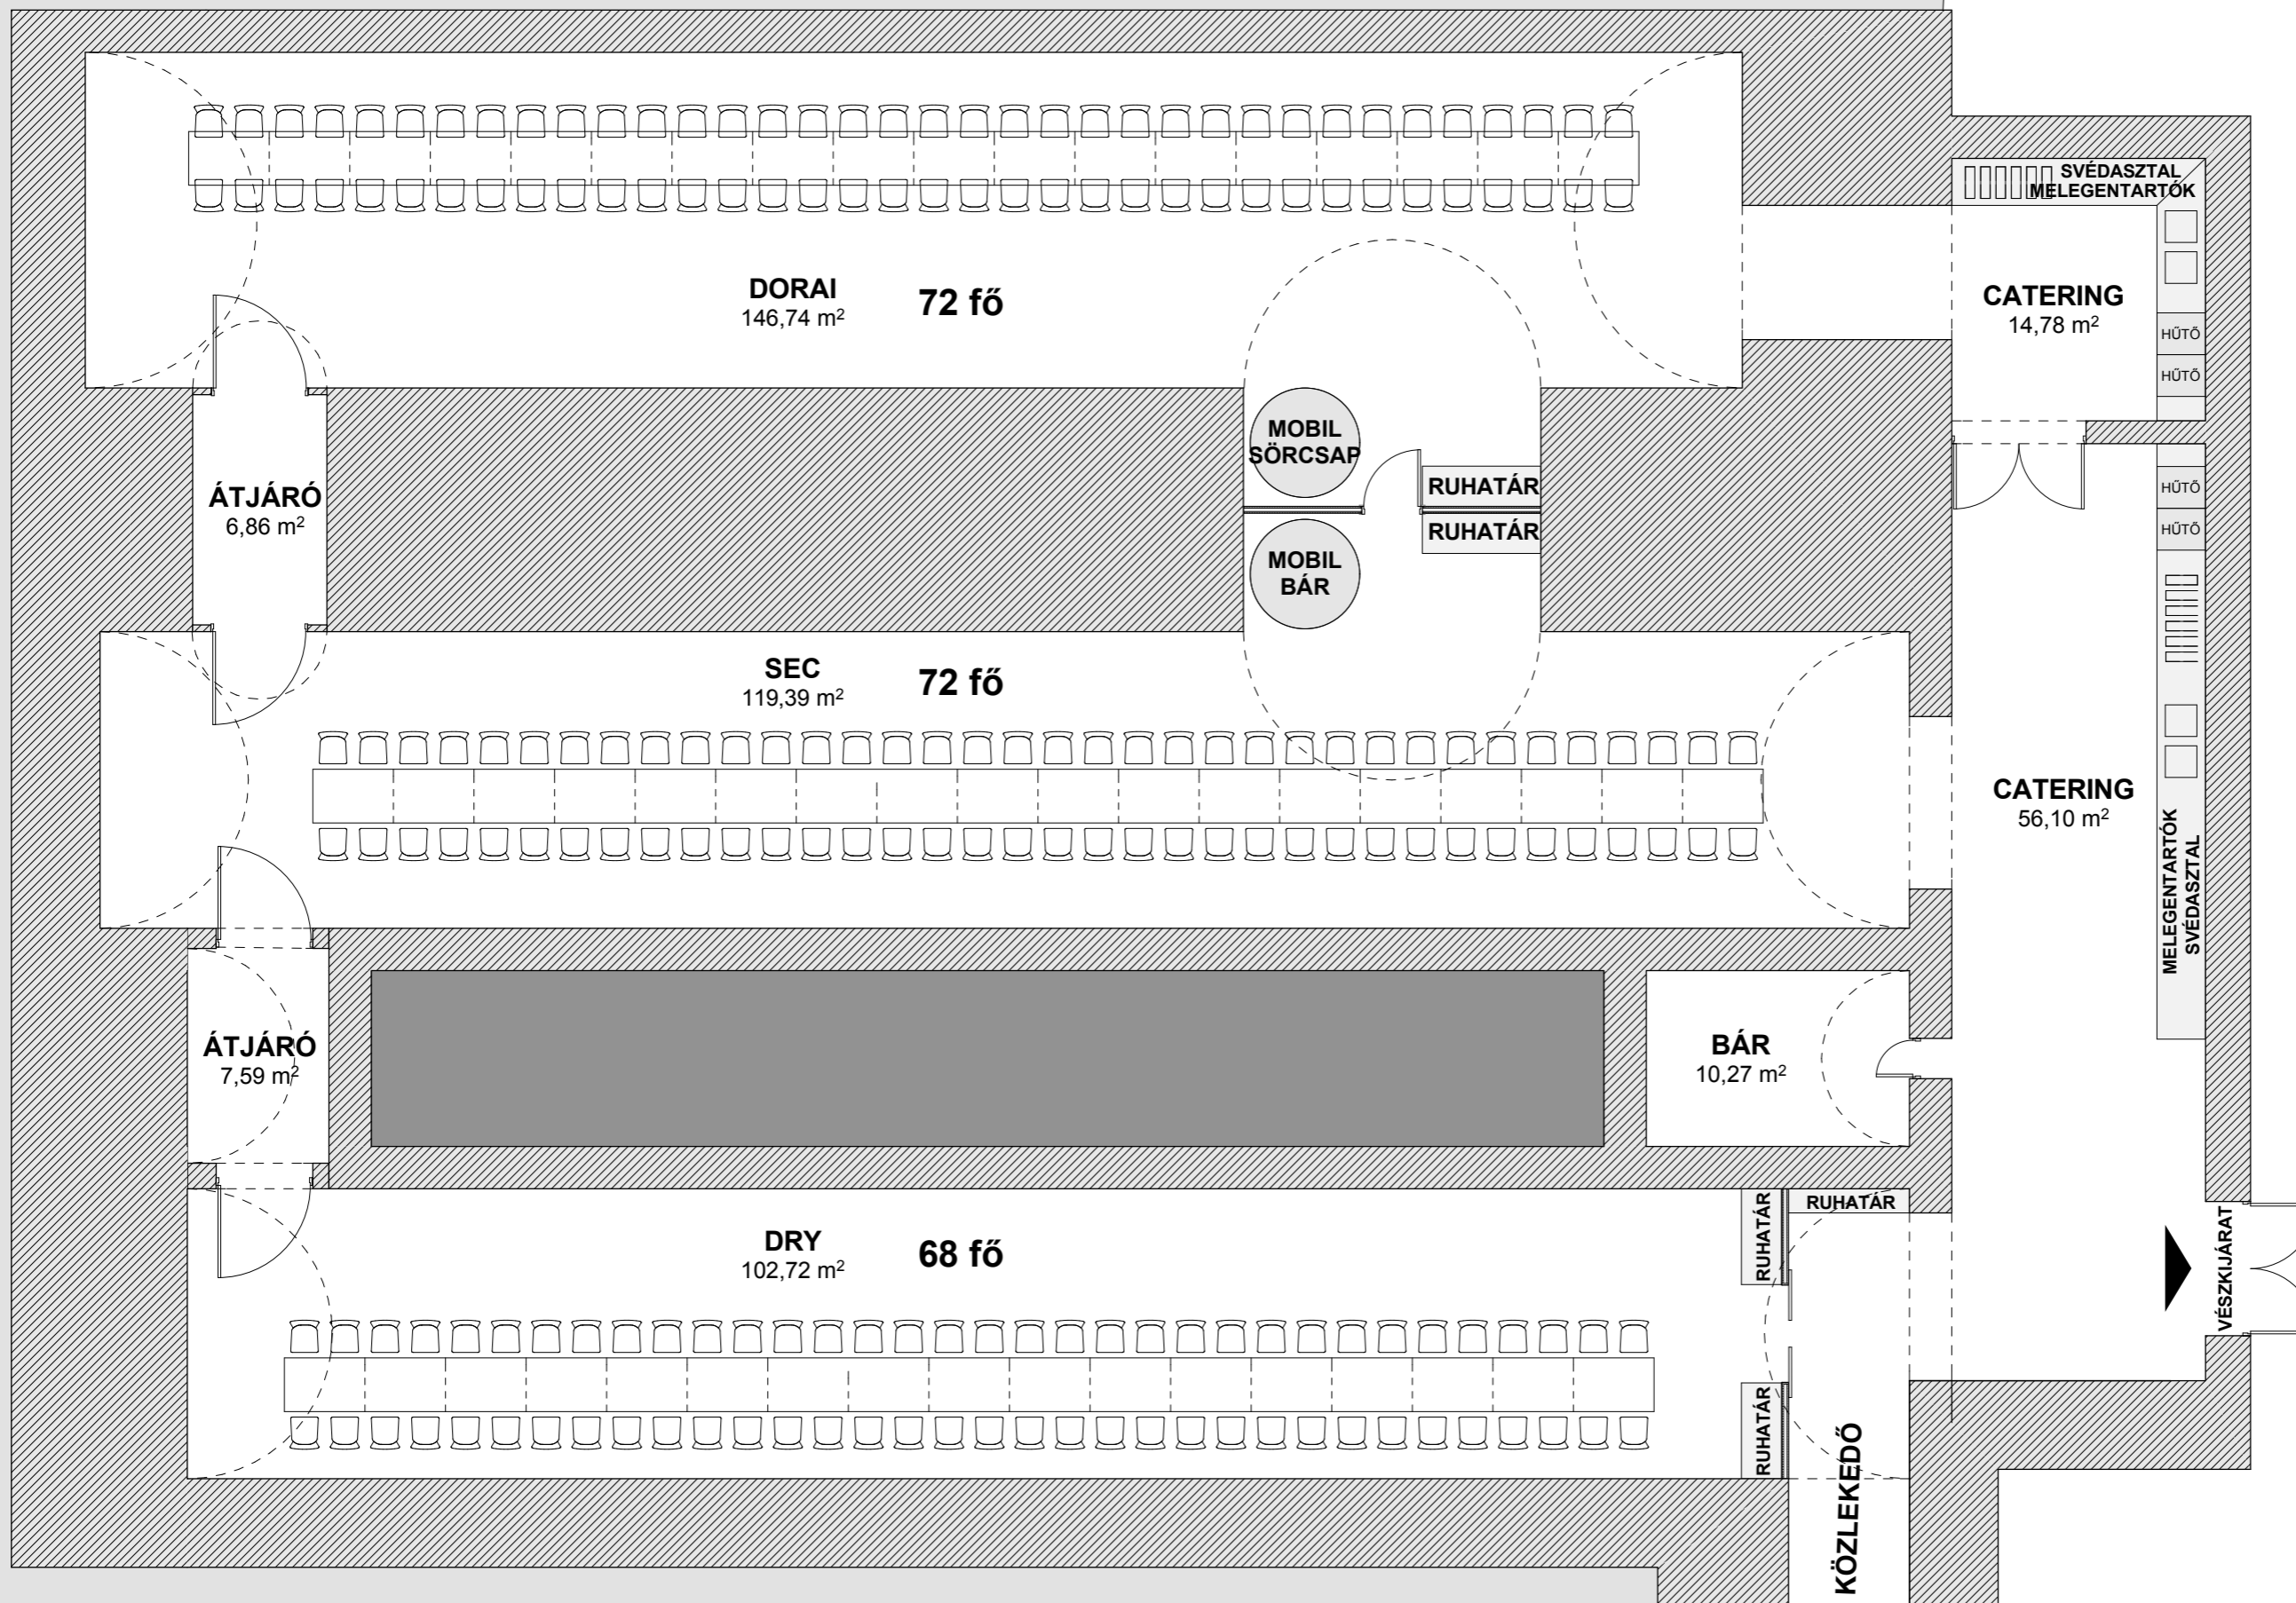 SVÉDASZTAL
MELEGENTARTÓK
DORAI
146,74 m²
72 fő
CATERING
14,78 m²
HŰTŐ
HŰTŐ
MOBIL
SÖRCSAP
RUHATÁR
RUHATÁR
MOBIL
BÁR
ÁTJÁRÓ
6,86 m²
HŰTŐ
HŰTŐ
SEC
119,39 m²
72 fő
CATERING
56,10 m²
MELEGENTARTÓK
SVÉDASZTAL
ÁTJÁRÓ
7,59 m²
BÁR
10,27 m²
RUHATÁR
RUHATÁR
DRY
102,72 m²
68 fő
VÉSZKIJÁRAT
RUHATÁR
KÖZLEKEDŐ